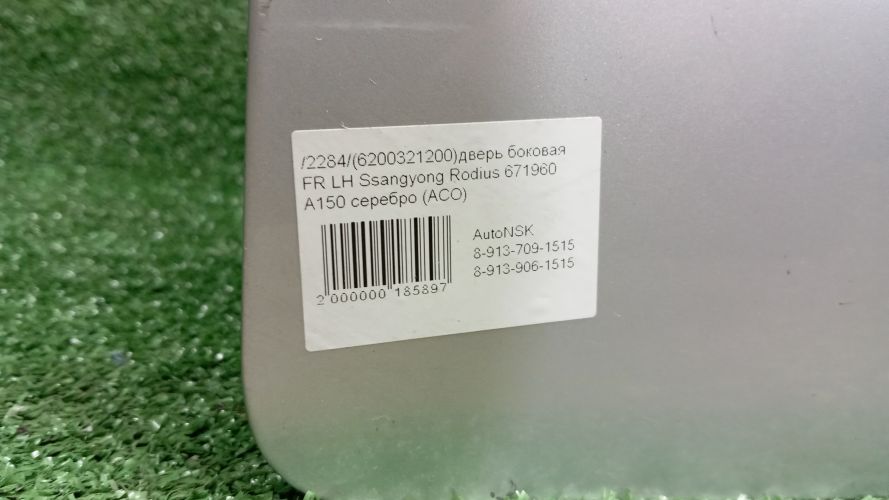 /2284/(6200321200)дверь боковая
FR LH Ssangyong Rodius 671960
A150 серебро (АСО)
AutoNSK
8-913-709-1515
8-913-906-1515
2 000000 185897